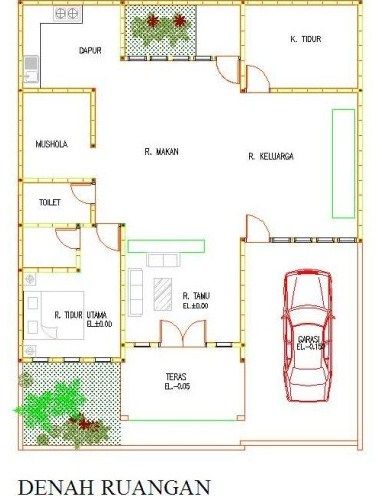 DAPUR
K. TIDUR
MUSHOLA
R. MAKAN
R. KELUARGA
TOILET
R. TAMU
EL.±0.00
R. TIDUR UTAMA
EL.±0.00
GARASI
EL.-0.15
TERAS
EL.-0.05
DENAH RUANGAN